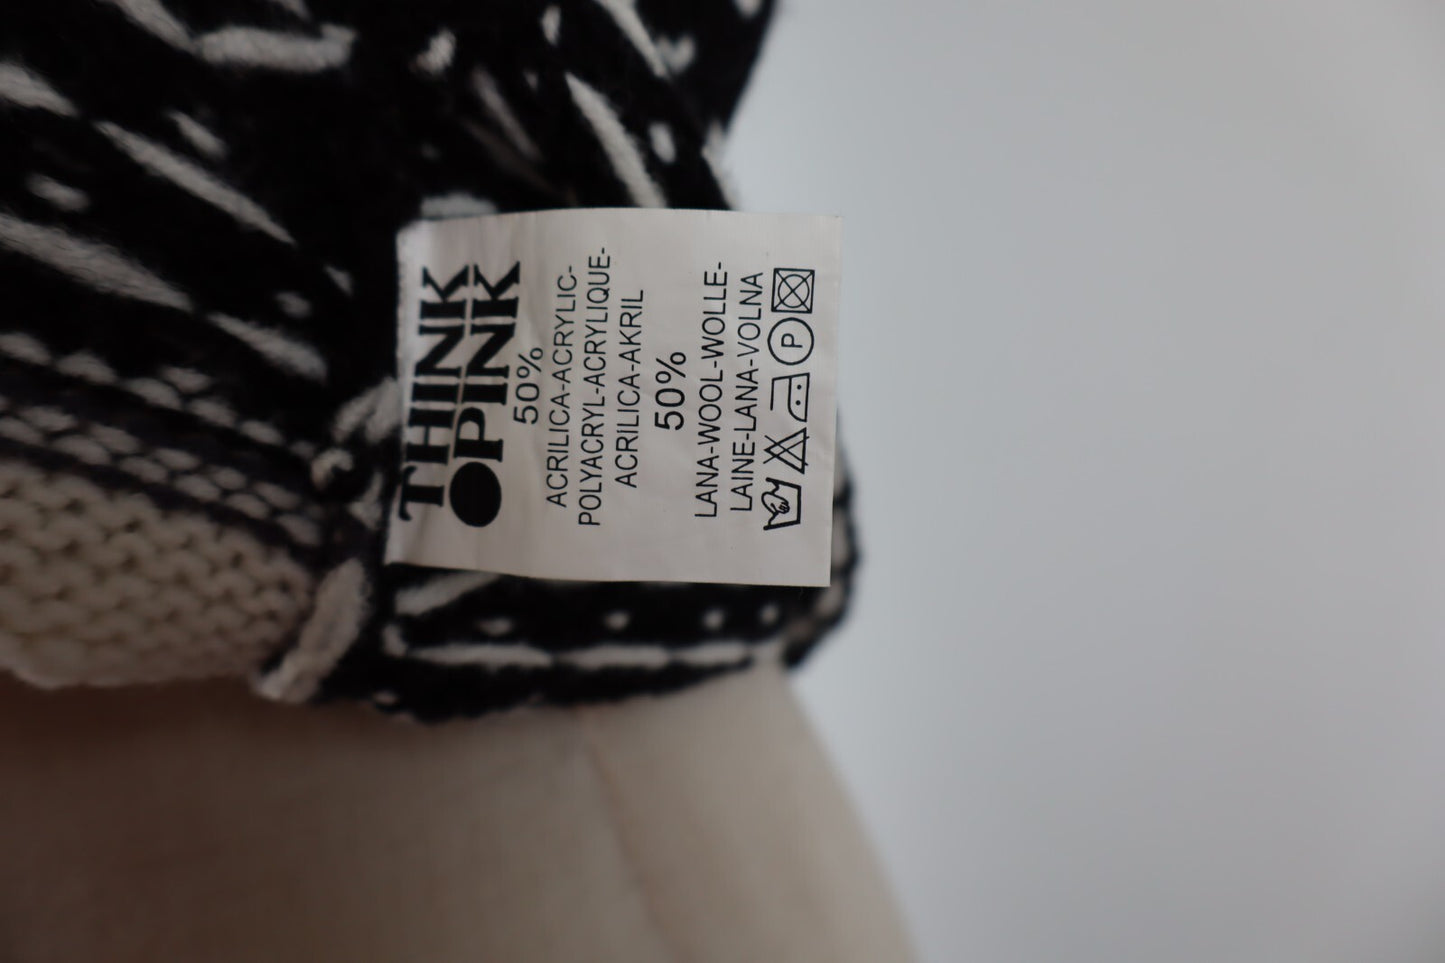 THINK
PINK
50%
ACRILICA-ACRYLIC-
POLYACRYL-ACRYLIQUE-
ACRILICA-AKRIL
50%
LANA-WOOL-WOLLE-
LAINE-LANA-VOLNA
P